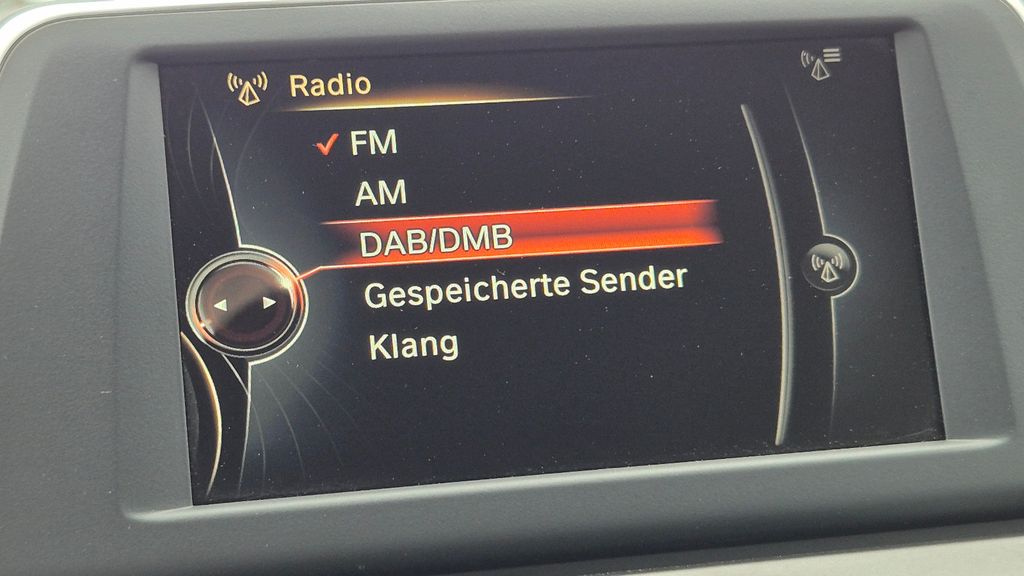 Radio
FM
AM
DAB/DMB
Gespeicherte Sender
Klang